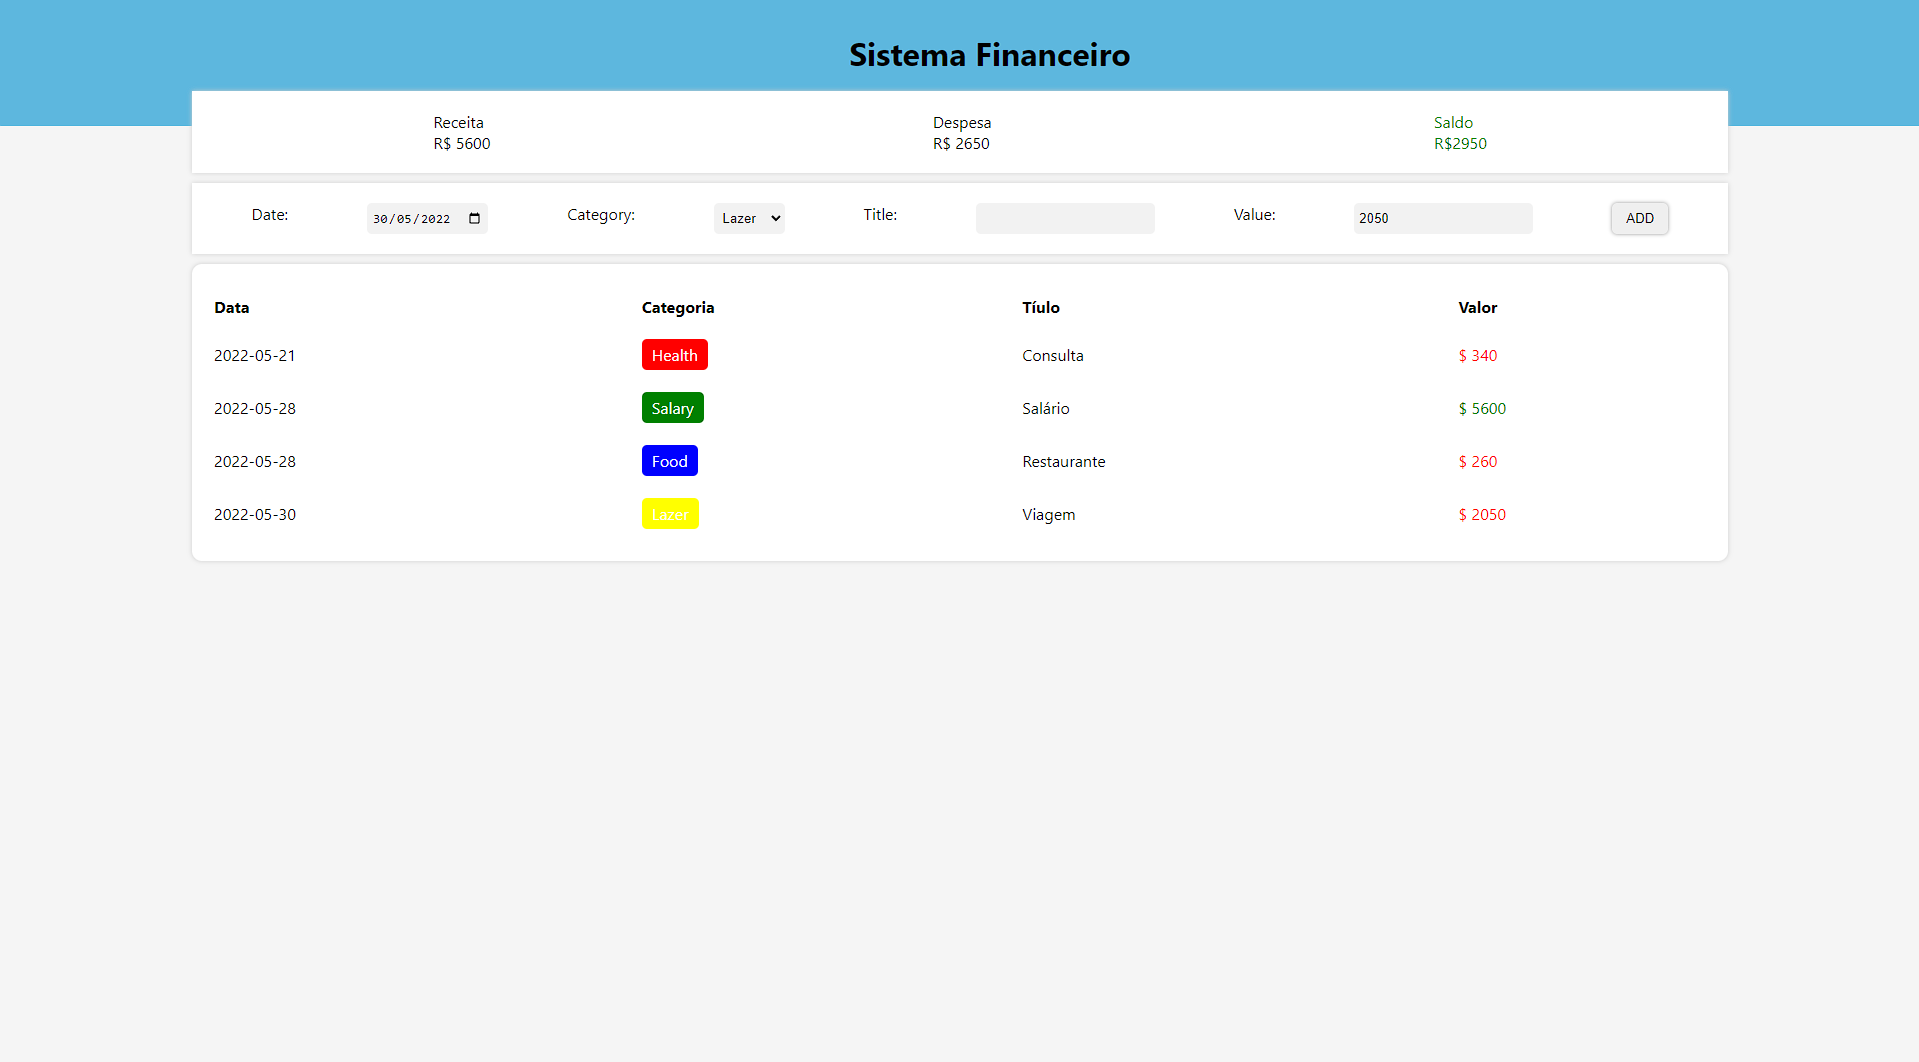 Sistema Financeiro
Receita Despesa Saldo
R$ 5600 R$ 2650 R$2950
Date: 30/05/2022 Category: Lazer Title: Value: 2050 ADD
Data Categoria Tíulo Valor
2022-05-21 Health Consulta $ 340
2022-05-28 Salary Salário $ 5600
2022-05-28 Food Restaurante $ 260
2022-05-30 Lazer Viagem $ 2050